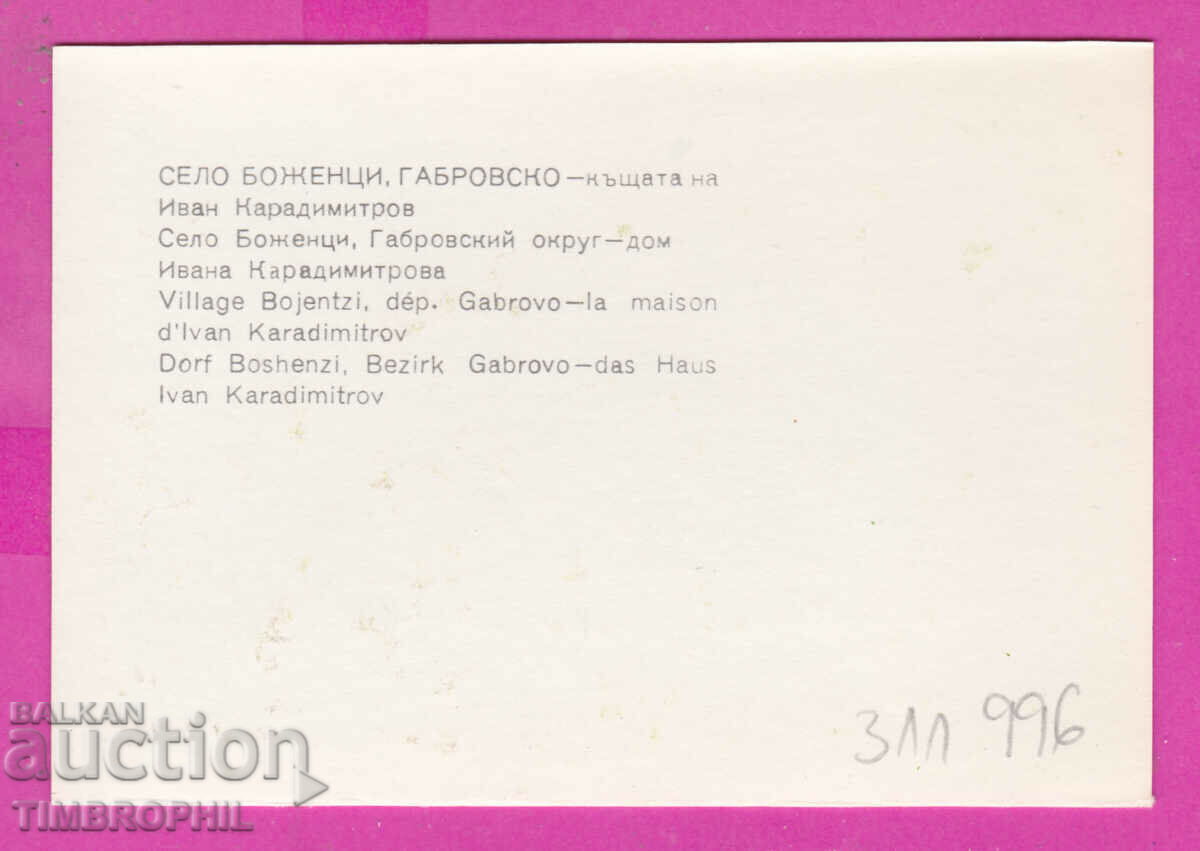 СЕЛО БОЖЕНЦИ, ГАБРОВСКО—къщата на
Иван Карадимитров
Село Боженци, Габровский округ—дом
Ивана Карадимитрова
Village Bojentzi, dép. Gabrovo—la maison
d'Ivan Karadimitrov
Dorf Boshenzi, Bezirk Gabrovo—das Haus
Ivan Karadimitrov
311 996
BALKAN
auction
TIMBROPHIL